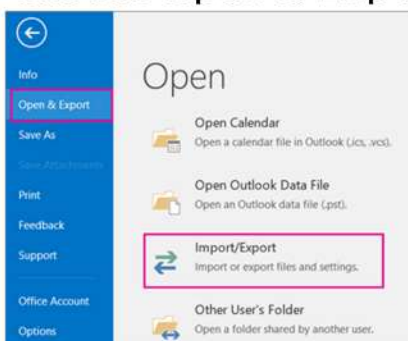 Info
Open & Export
Save As
Save Attachments
Print
Feedback
Support
Office Account
Options
Open
Open Calendar
Open a calendar file in Outlook (.ics, .vcs).
Open Outlook Data File
Open an Outlook data file (.pst).
Import/Export
Import or export files and settings.
Other User's Folder
Open a folder shared by another user.